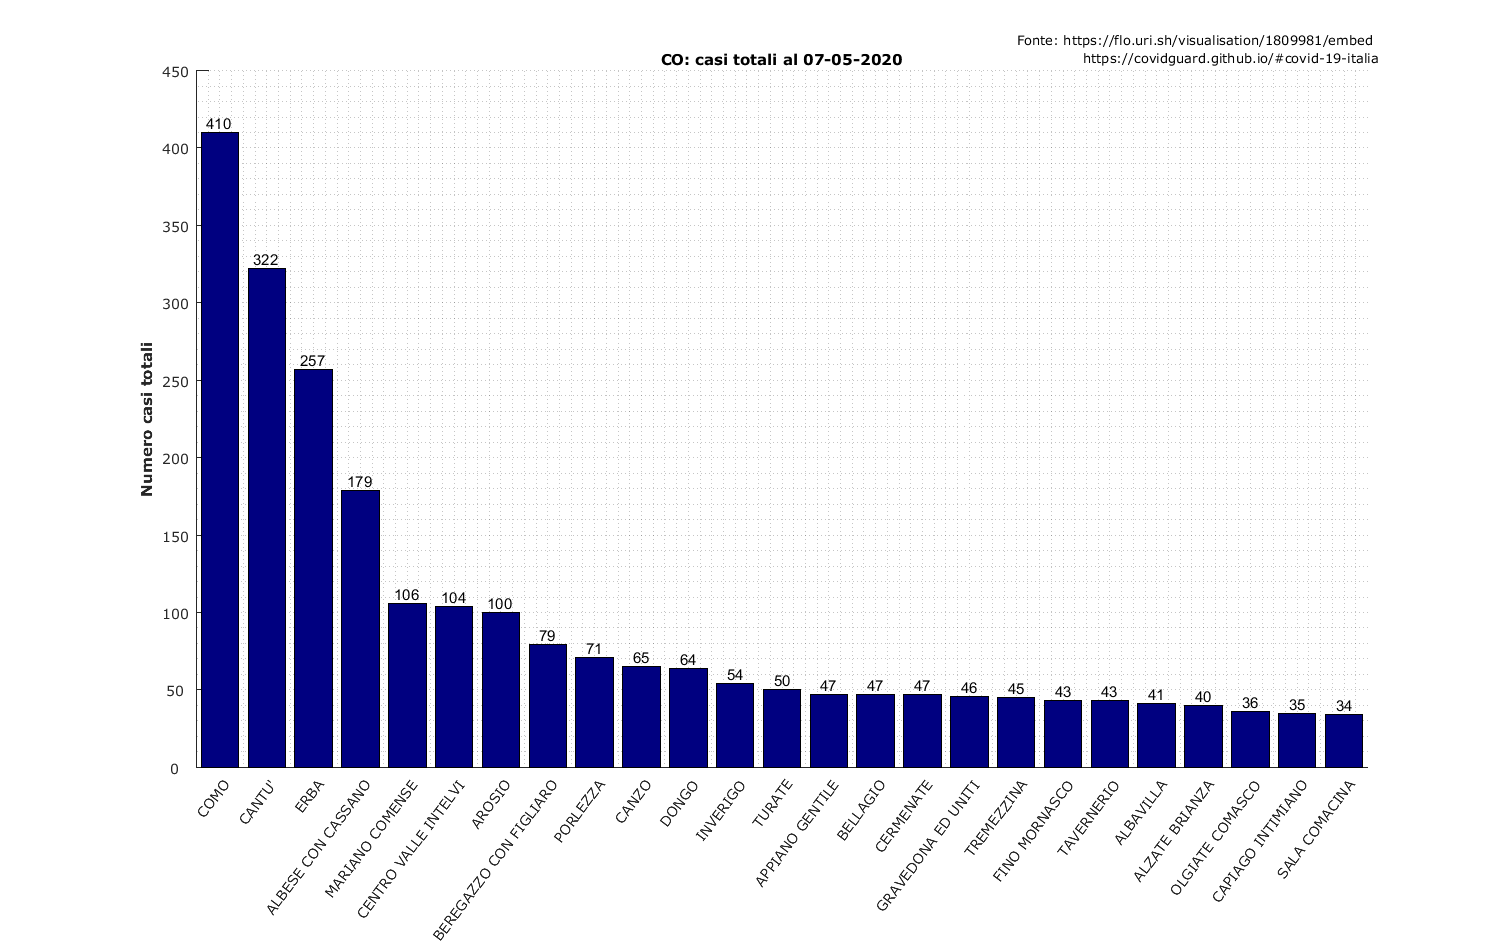 Fonte: https://flo.uri.sh/visualisation/1809981/embed
https://covidguard.github.io/#covid-19-italia
CO: casi totali al 07-05-2020
Numero casi totali
450
400
350
300
250
200
150
100
50
0
410
322
257
179
106
104
100
79
71
65
64
54
50
47
47
47
46
45
43
43
41
40
36
35
34
COMO
CANTU'
ERBA
ALBESE CON CASSANO
MARIANO COMENSE
CENTRO VALLE INTELVI
AROSIO
BEREGAZZO CON FIGLIARO
PORLEZZA
CANZO
DONGO
INVERIGO
TURATE
APPIANO GENTILE
BELLAGIO
CERMENATE
GRAVEDONA ED UNITI
TREMEZZINA
FINO MORNASCO
TAVERNERIO
ALBAVILLA
ALZATE BRIANZA
OLGIATE COMASCO
CAPIAGO INTIMIANO
SALA COMACINA